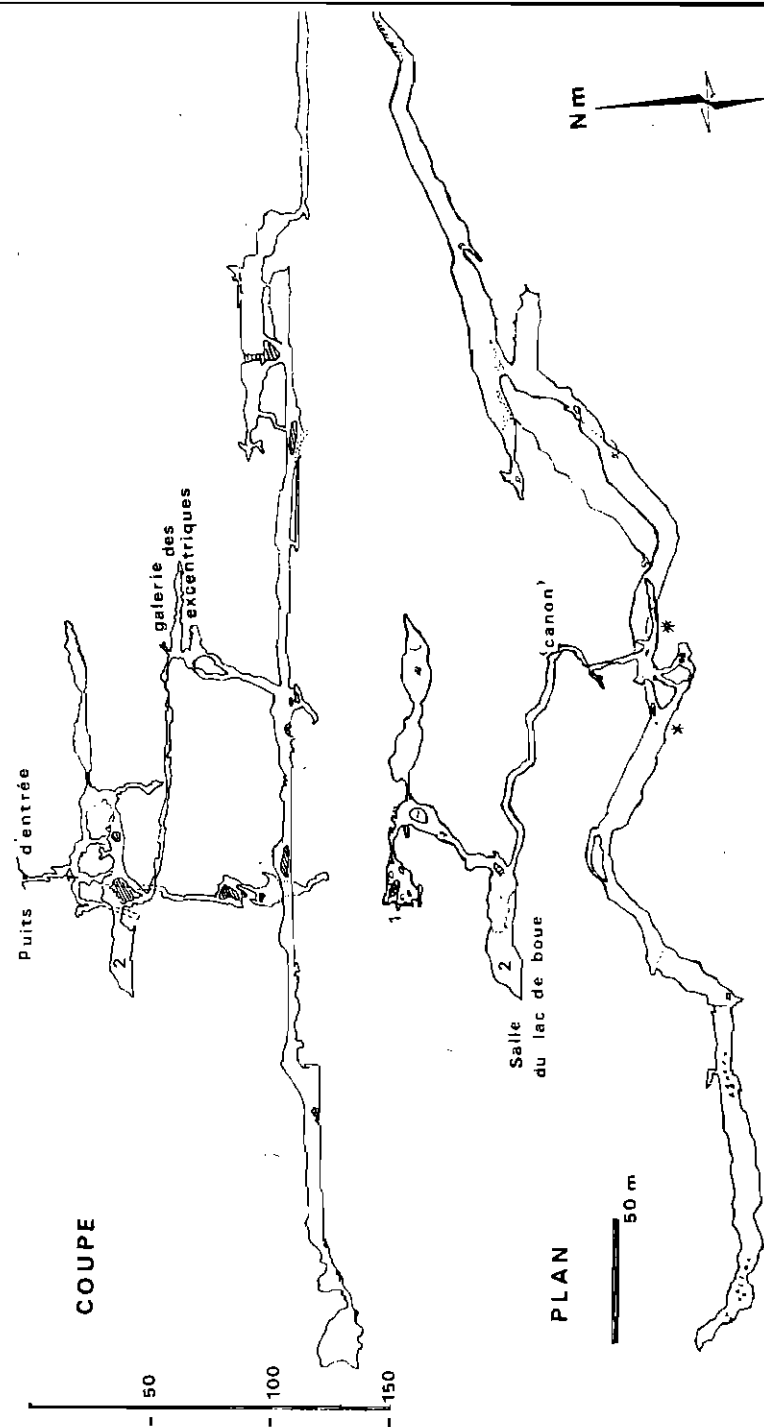 COUPE
Puits d'entrée
galerie des
excentriques
2
- 50
- 100
- 150
PLAN
50 m
1
2
Salle
du lac de boue
'canon'
Nm
*
*